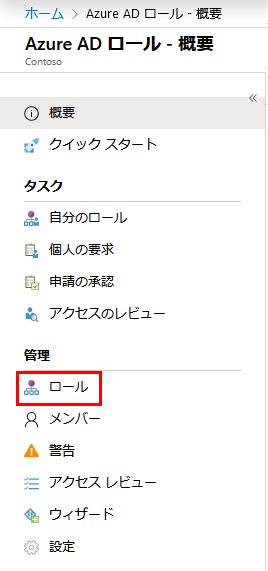 ホーム > Azure AD ロール - 概要
Azure AD ロール - 概要
Contoso
«
概要
クイック スタート
タスク
自分のロール
個人の要求
申請の承認
アクセスのレビュー
管理
ロール
メンバー
警告
アクセス レビュー
ウィザード
設定